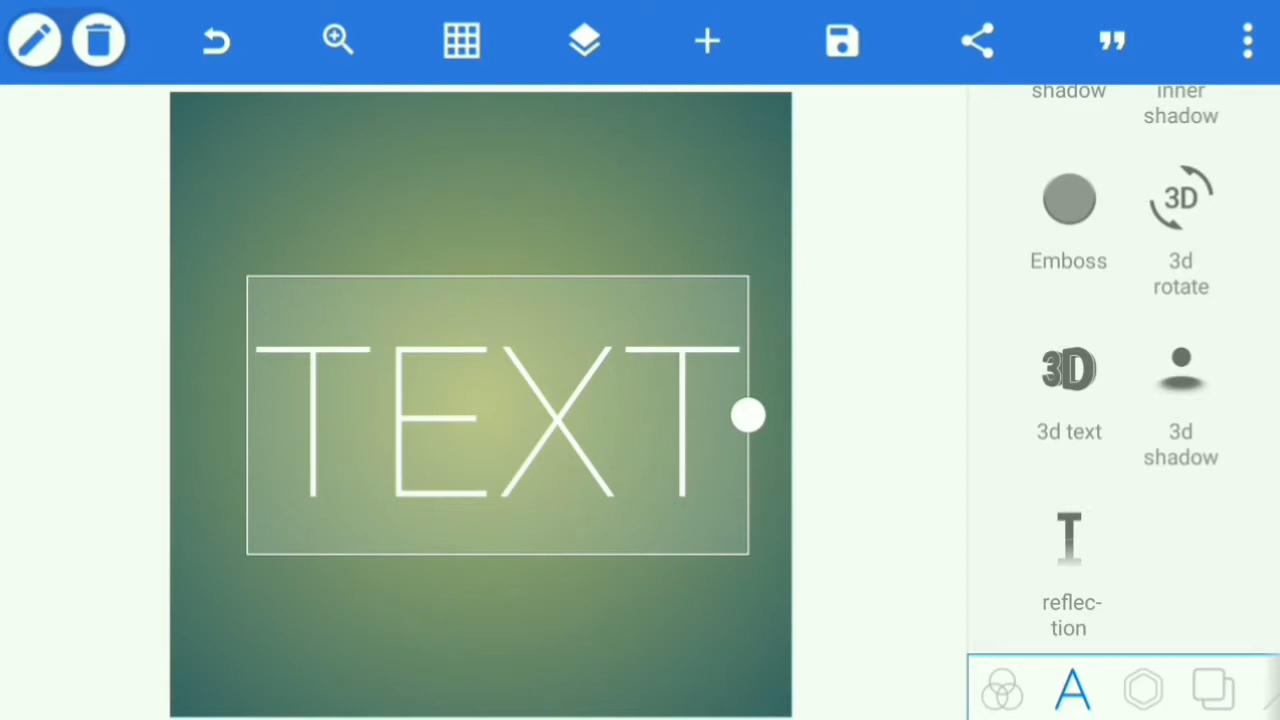 shadow
inner
shadow
Emboss
3D
3d
rotate
3D
3d text
3d
shadow
T
reflec-
tion
A
TEXT